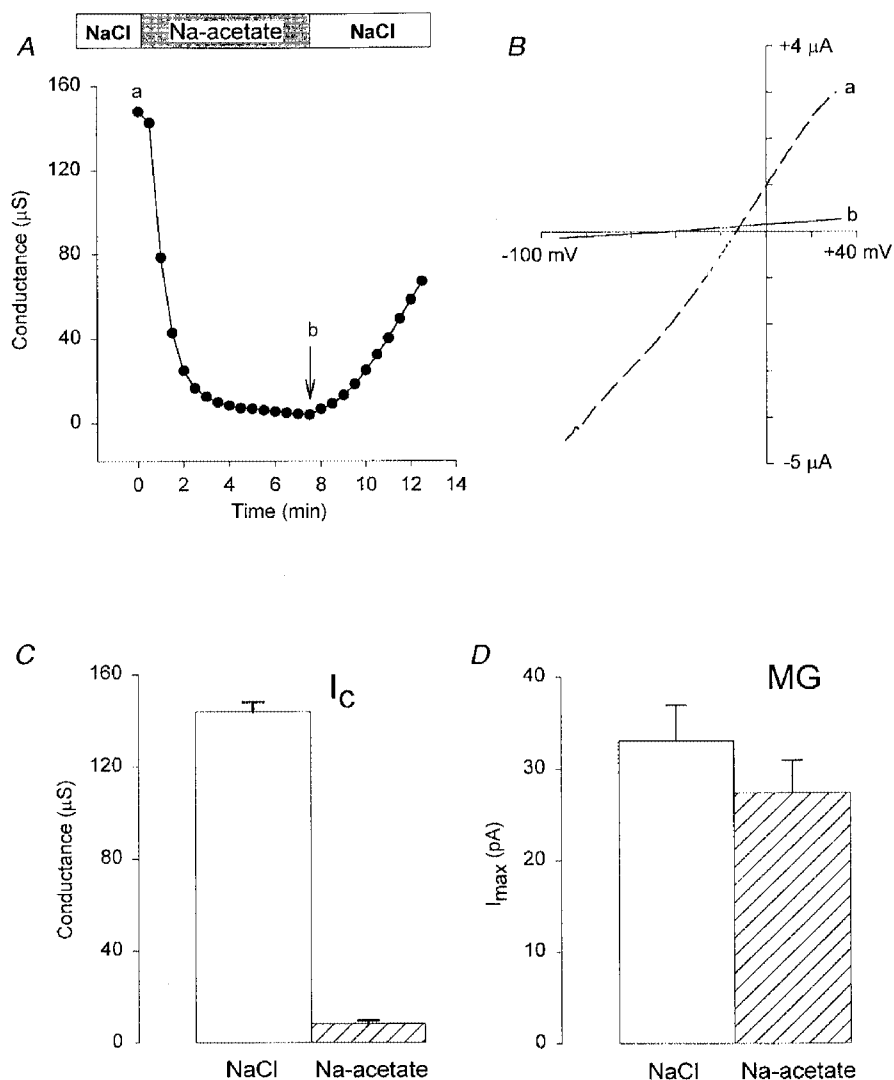 NaCl Na-acetate NaCl
A
160
120
80
40
0
Conductance (µS)
a
b
0 2 4 6 8 10 12 14
Time (min)
B
+4 µA
a
b
-100 mV
+40 mV
-5 µA
C
160
120
80
40
0
Conductance (µS)
IC
NaCl Na-acetate
D
40
30
20
10
0
Imax (pA)
MG
NaCl Na-acetate